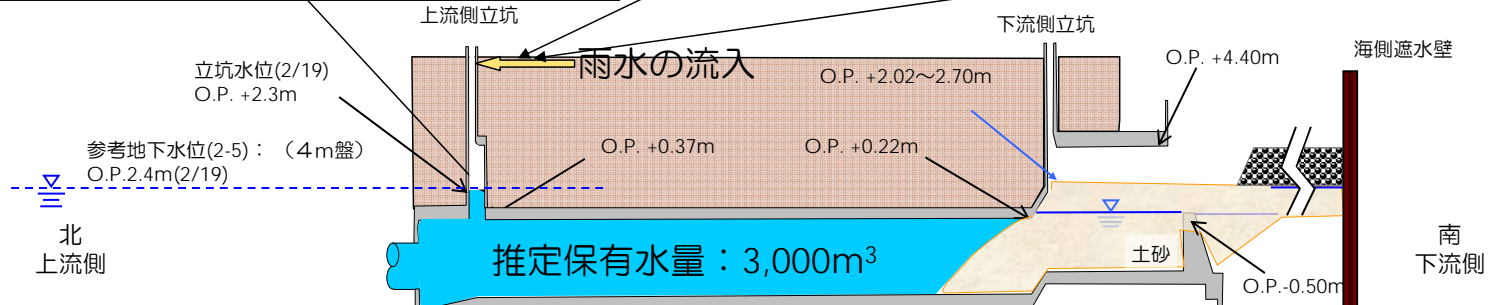 上流側立坑
下流側立坑
海側遮水壁
雨水の流入
立坑水位(2/19)
O.P. +2.3m
O.P. +2.02～2.70m
O.P. +4.40m
参考地下水位(2-5)： （４ｍ盤）
O.P.2.4m(2/19)
O.P. +0.37m
O.P. +0.22m
北
上流側
推定保有水量：3,000m³
土砂
O.P.-0.50m
南
下流側